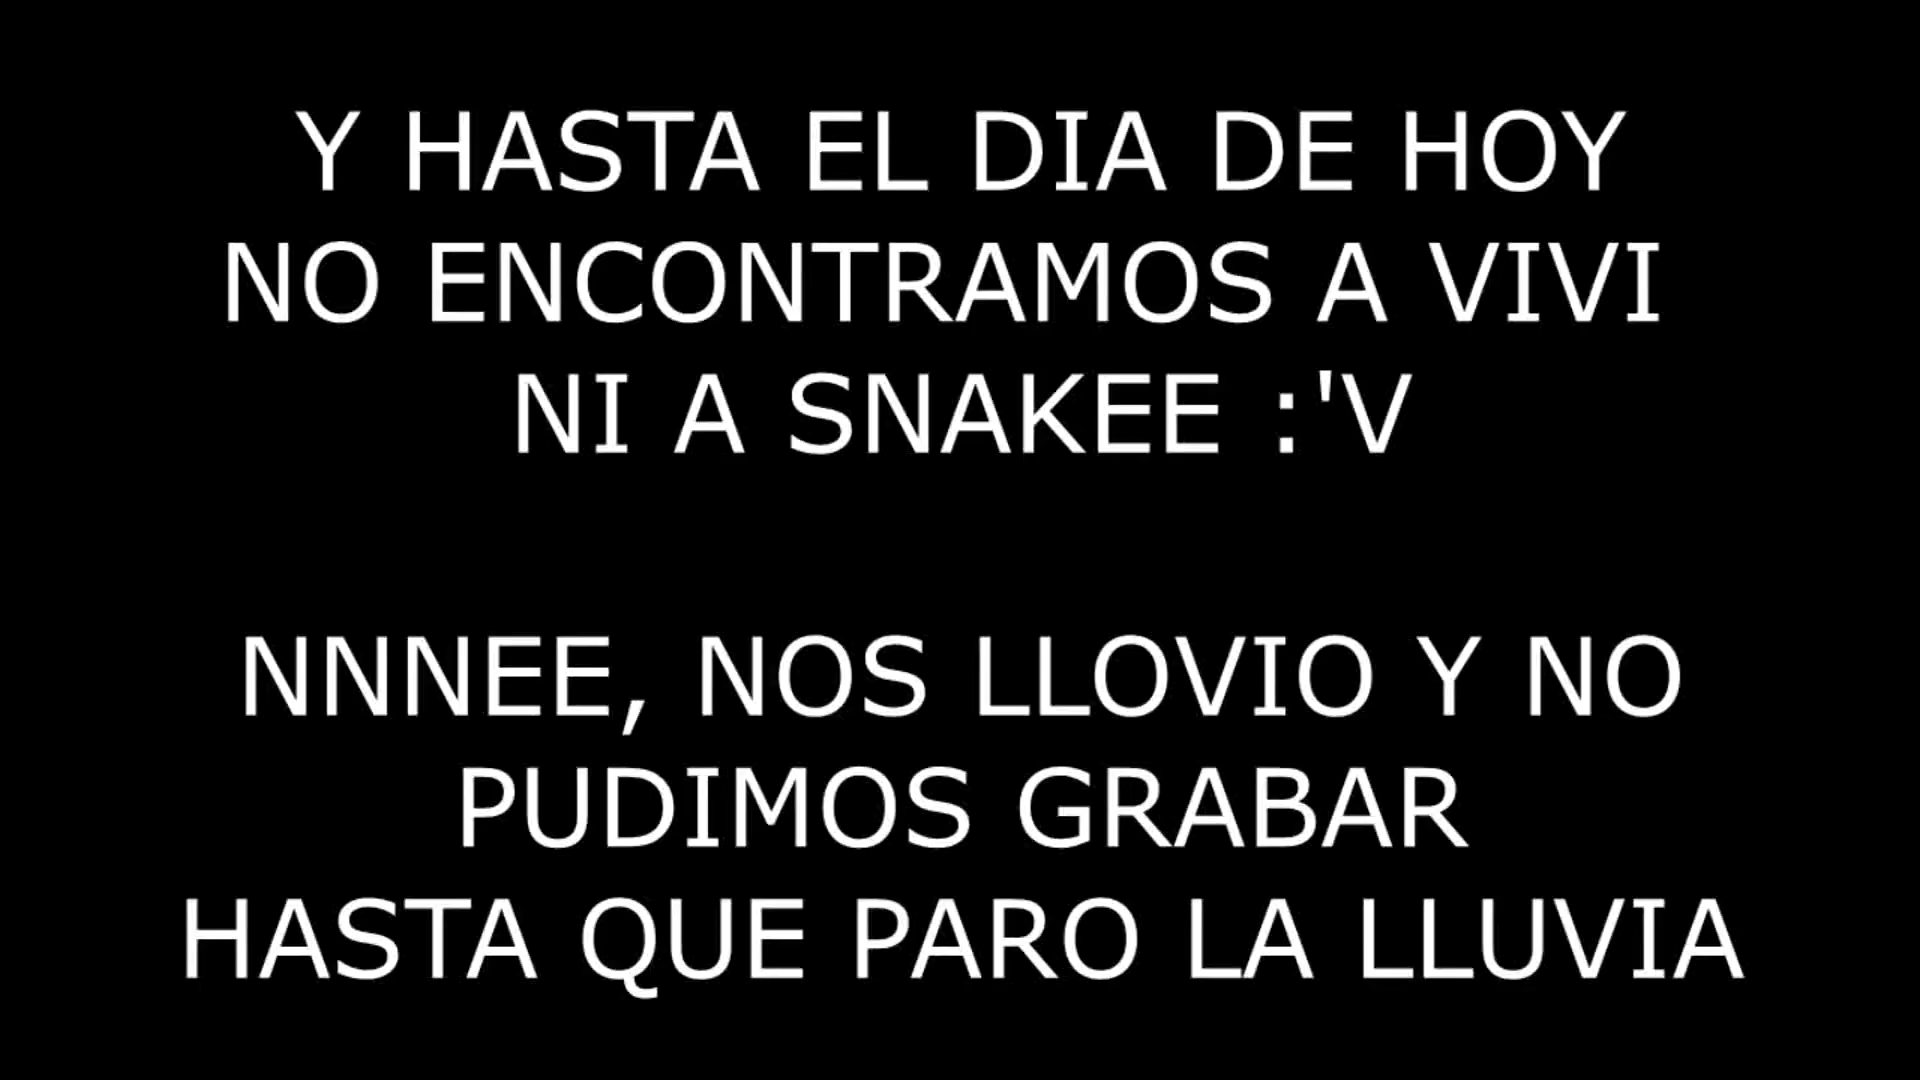 Y HASTA EL DIA DE HOY
NO ENCONTRAMOS A VIVI
NI A SNAKEE :'V
NNNEE, NOS LLOVIO Y NO
PUDIMOS GRABAR
HASTA QUE PARO LA LLUVIA